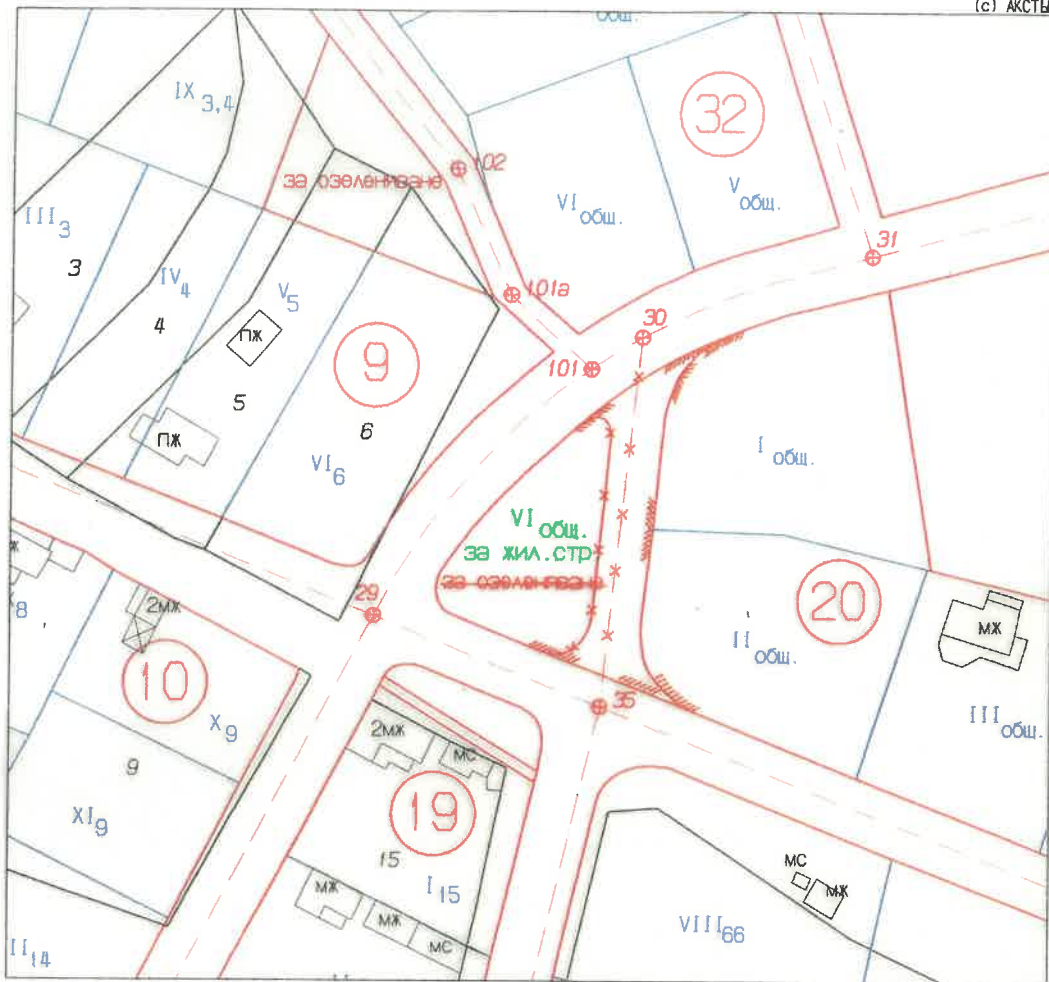 (c) АКСТЫ
общ.
IX 3,4
32
102
за озеленяване
VI общ.
V общ.
III 3
3
31
IV 4
V 5
101а
4
30
ПЖ
9
101
5
6
ПЖ
I общ.
VI 6
VI общ.
за жил.стр
за озеленяване
29
20
8
2МЖ
МЖ
II общ.
10
35
X 9
III общ.
2МЖ
МС
9
XI 9
19
15
МС
МЖ
МЖ
I 15
МЖ
VIII 66
МС
II 14